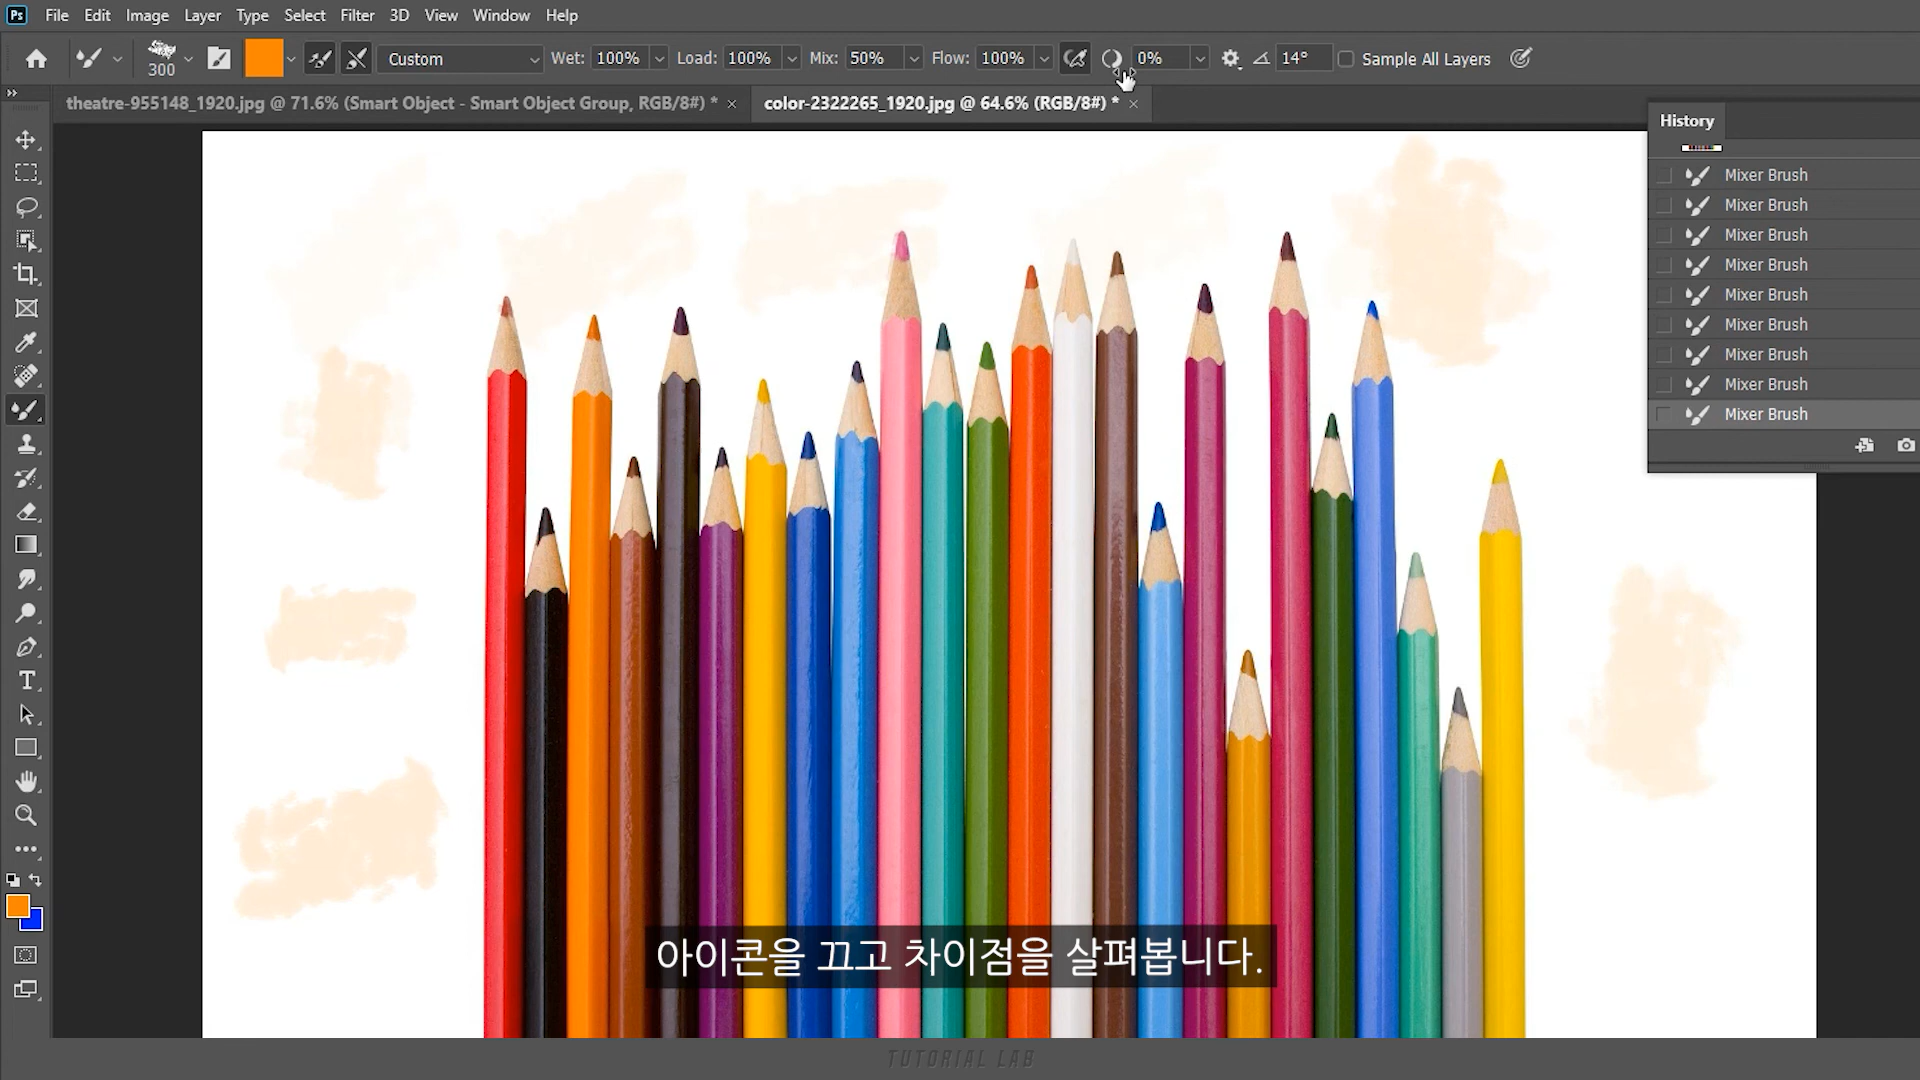 Ps File Edit Image Layer Type Select Filter 3D View Window Help
300 Custom Wet: 100% Load: 100% Mix: 50% Flow: 100% 0% 14° Sample All Layers
theatre-955148_1920.jpg @ 71.6% (Smart Object - Smart Object Group, RGB/8#) * × color-2322265_1920.jpg @ 64.6% (RGB/8#) * ×
History
Mixer Brush
Mixer Brush
Mixer Brush
Mixer Brush
Mixer Brush
Mixer Brush
Mixer Brush
Mixer Brush
Mixer Brush
아이콘을 끄고 차이점을 살펴봅니다.
TUTORIAL LAB